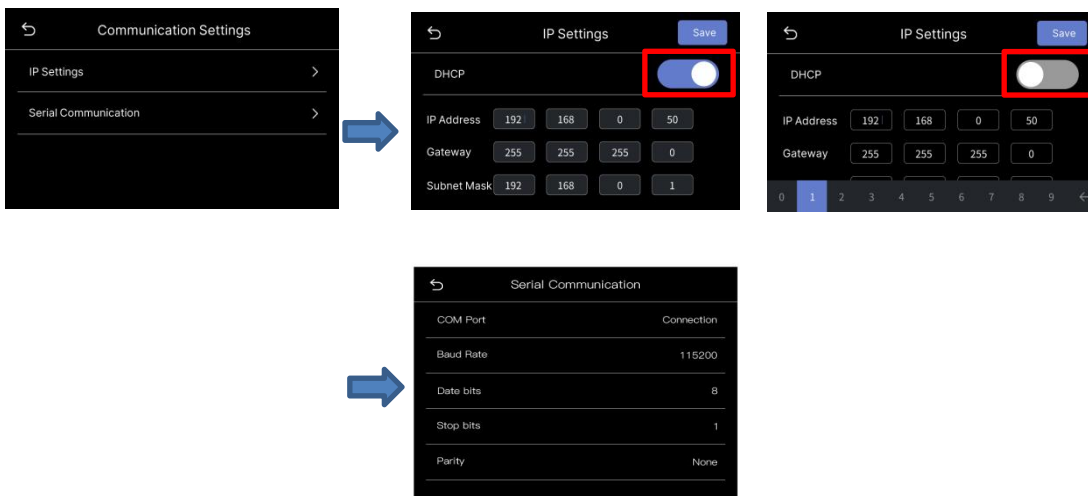 Communication Settings
IP Settings
Serial Communication
IP Settings Save
DHCP
IP Address 192 168 0 50
Gateway 255 255 255 0
Subnet Mask 192 168 0 1
IP Settings Save
DHCP
IP Address 192 168 0 50
Gateway 255 255 255 0
0 1 2 3 4 5 6 7 8 9
Serial Communication
COM Port Connection
Baud Rate 115200
Date bits 8
Stop bits 1
Parity None